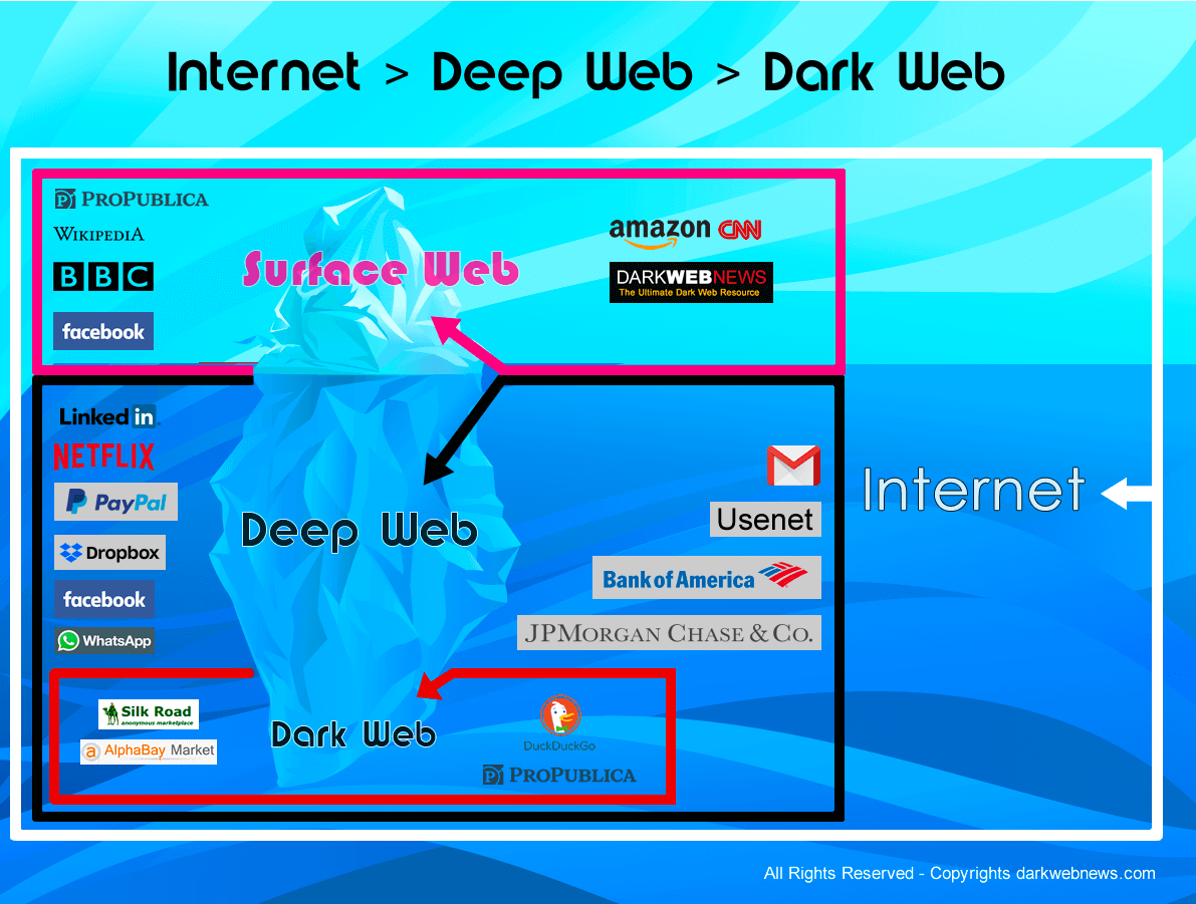 Internet > Deep Web > Dark Web
PROPUBLICA
WIKIPEDIA
BBC
facebook
Surface Web
amazon CNN
DARKWEBNEWS
The Ultimate Dark Web Resource
Linked in
NETFLIX
PayPal
Dropbox
facebook
WhatsApp
Deep Web
Usenet
Bank of America
JPMORGAN CHASE & CO.
Internet
Silk Road
anonymous marketplace
a AlphaBay Market
Dark Web
DuckDuckGo
PROPUBLICA
All Rights Reserved - Copyrights darkwebnews.com